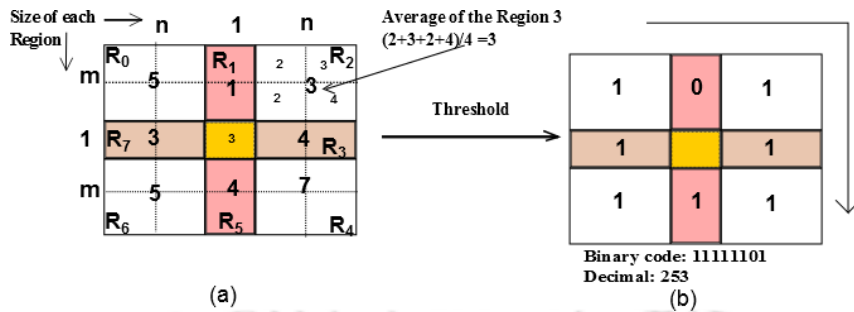 Size of each
Region
n 1 n
Average of the Region 3
(2+3+2+4)/4 =3
m R0 5 R1 1 2 3 R2 3 2 4
1 R7 3 3 4 R3
m 5 4 7
R6 R5 R4
Threshold
1 0 1
1 1
1 1 1
Binary code: 11111101
Decimal: 253
(a)
(b)